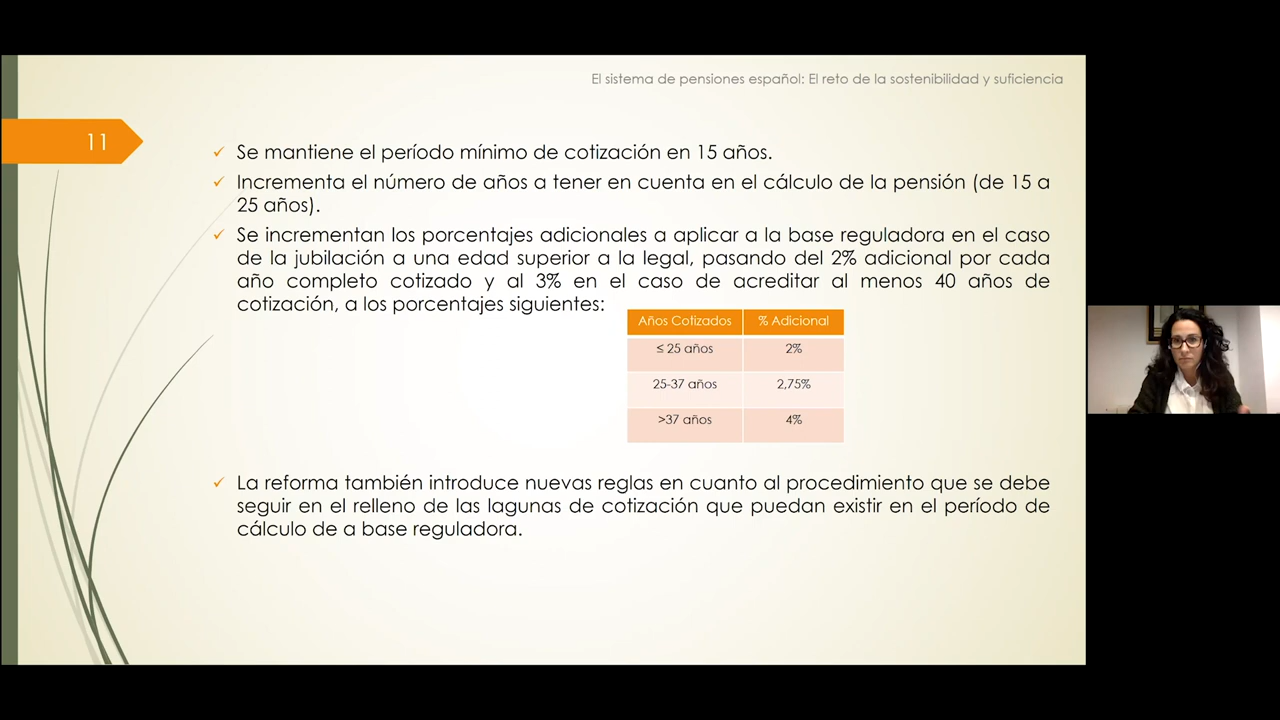 El sistema de pensiones español: El reto de la sostenibilidad y suficiencia
11
✓ Se mantiene el período mínimo de cotización en 15 años.
✓ Incrementa el número de años a tener en cuenta en el cálculo de la pensión (de 15 a
25 años).
✓ Se incrementan los porcentajes adicionales a aplicar a la base reguladora en el caso
de la jubilación a una edad superior a la legal, pasando del 2% adicional por cada
año completo cotizado y al 3% en el caso de acreditar al menos 40 años de
cotización, a los porcentajes siguientes:
Años Cotizados % Adicional
≤ 25 años 2%
25-37 años 2,75%
>37 años 4%
✓ La reforma también introduce nuevas reglas en cuanto al procedimiento que se debe
seguir en el relleno de las lagunas de cotización que puedan existir en el período de
cálculo de a base reguladora.